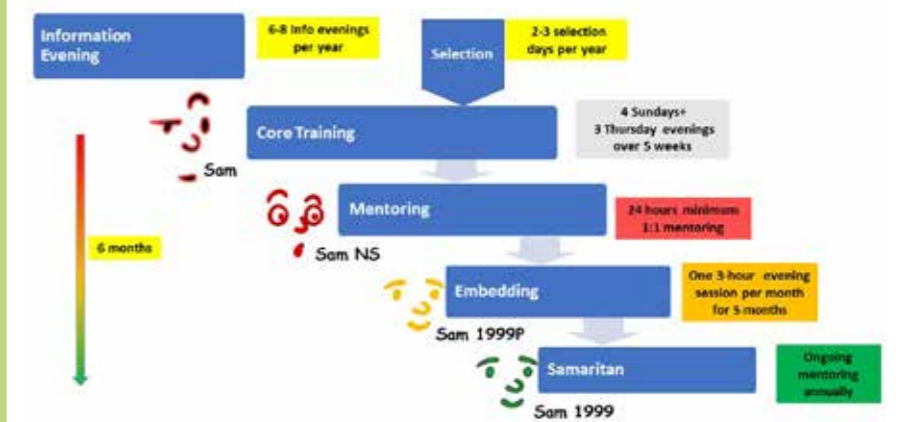 Information
Evening
6-8 Info evenings
per year
Selection
2-3 selection
days per year
Core Training
4 Sundays+
3 Thursday evenings
over 5 weeks
Sam
Mentoring
24 hours minimum
1:1 mentoring
Sam NS
6 months
Embedding
One 3-hour evening
session per month
for 5 months
Sam 1999P
Samaritan
Ongoing
mentoring
annually
Sam 1999